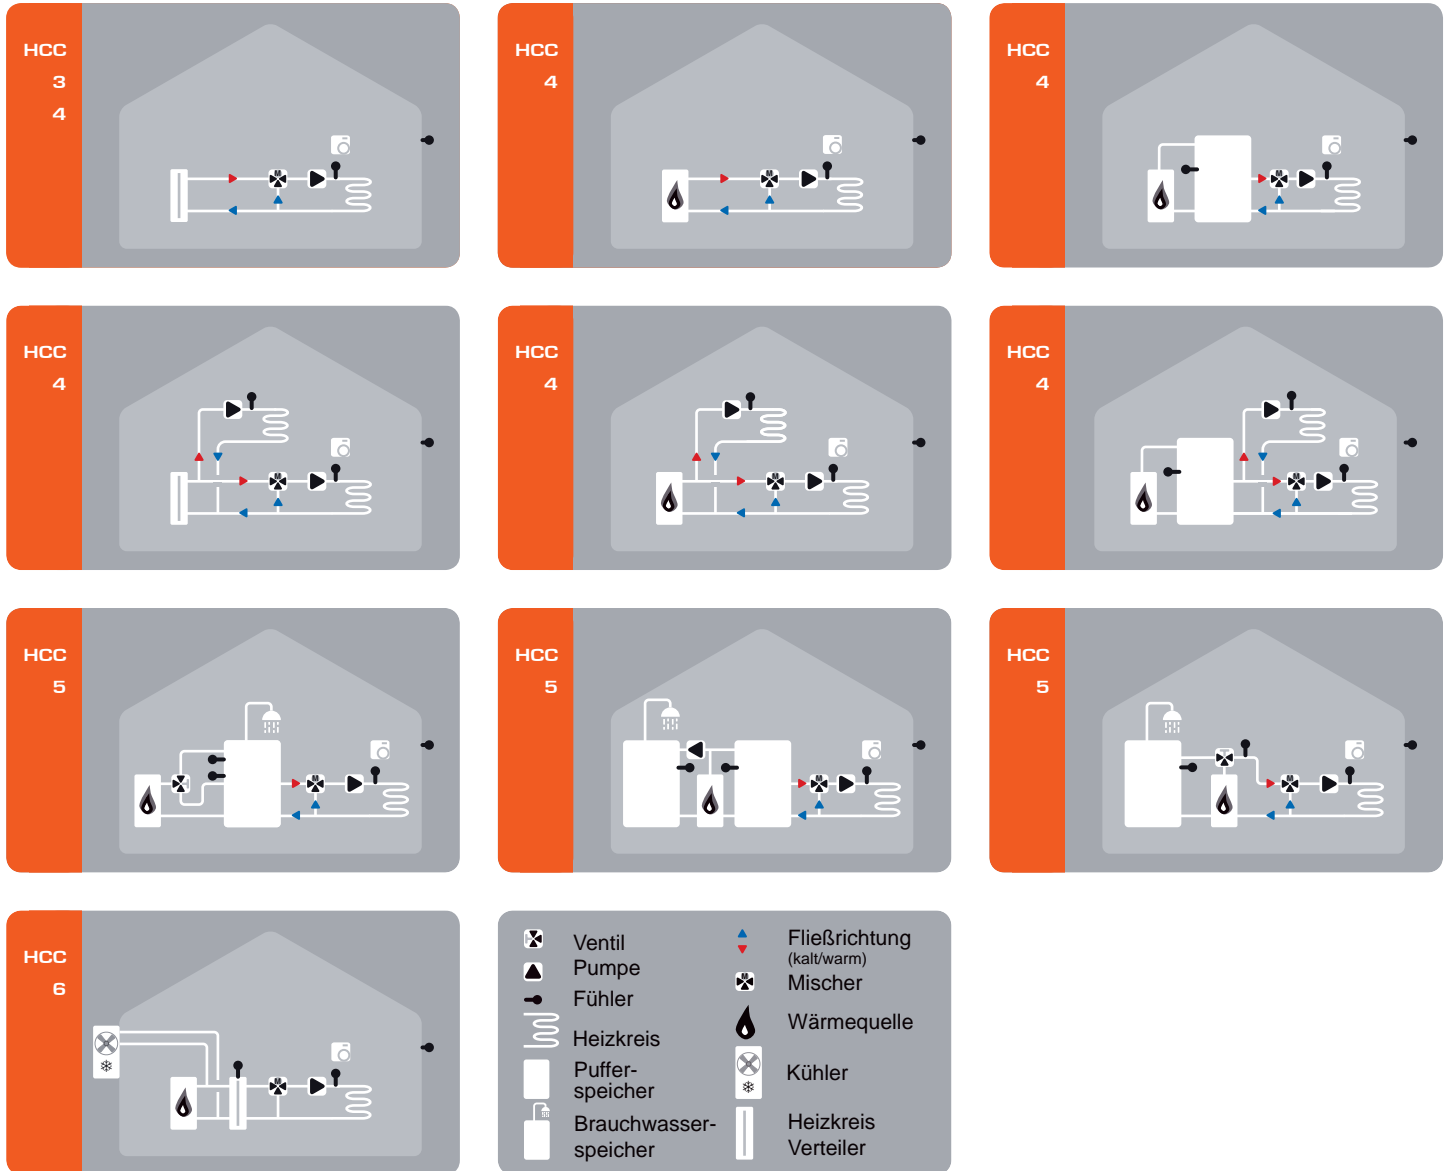 HCC
3
4
HCC
4
HCC
4
HCC
4
HCC
4
HCC
4
HCC
5
HCC
5
HCC
5
HCC
6
Ventil
Pumpe
Fühler
Heizkreis
Puffer-
speicher
Brauchwasser-
speicher
Fließrichtung
(kalt/warm)
Mischer
Wärmequelle
Kühler
Heizkreis
Verteiler
M
M
M
M
M
M
M
M
M
M
M